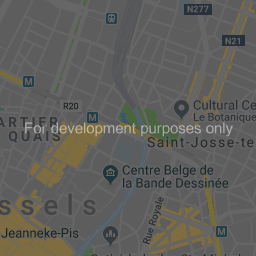 N277
N21
M
R20
M
Cultural Ce
Le Botanique
ARTIER
QUAIS
For development purposes only
Saint-Josse-te
M
Centre Belge de
la Bande Dessinée
ssels
Rue Royale
Jeanneke-Pis